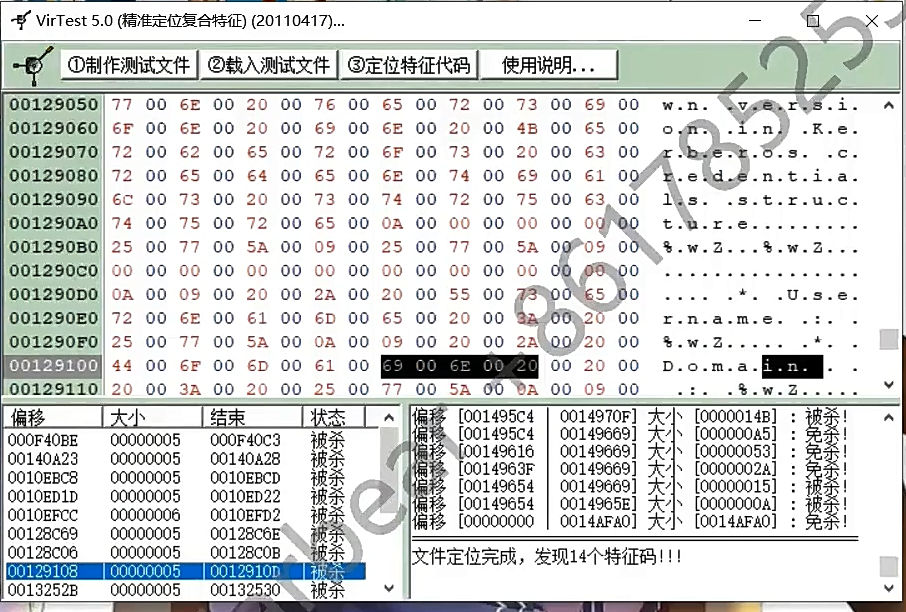 VirTest 5.0 (精准定位复合特征) (20110417)...
①制作测试文件 ②载入测试文件 ③定位特征代码 使用说明...
00129050 77 00 6E 00 20 00 76 00 65 00 72 00 73 00 69 00 w.n. .v.e.r.s.i.
00129060 6F 00 6E 00 20 00 69 00 6E 00 20 00 4B 00 65 00 o.n. .i.n. .K.e.
00129070 72 00 62 00 65 00 72 00 6F 00 73 00 20 00 63 00 r.b.e.r.o.s. .c.
00129080 72 00 65 00 64 00 65 00 6E 00 74 00 69 00 61 00 r.e.d.e.n.t.i.a.
00129090 6C 00 73 00 20 00 73 00 74 00 72 00 75 00 63 00 l.s. .s.t.r.u.c.
001290A0 74 00 75 00 72 00 65 00 0A 00 00 00 00 00 00 00 t.u.r.e.........
001290B0 25 00 77 00 5A 00 09 00 25 00 77 00 5A 00 09 00 %.w.Z...%.w.Z...
001290C0 00 00 00 00 00 00 00 00 00 00 00 00 00 00 00 00 ................
001290D0 0A 00 09 00 20 00 2A 00 20 00 55 00 73 00 65 00 .... .*. .U.s.e.
001290E0 72 00 6E 00 61 00 6D 00 65 00 20 00 3A 00 20 00 r.n.a.m.e. .:. .
001290F0 25 00 77 00 5A 00 0A 00 09 00 20 00 2A 00 20 00 %.w.Z..... .*. .
00129100 44 00 6F 00 6D 00 61 00 69 00 6E 00 20 00 20 00 D.o.m.a.i.n. . .
00129110 20 00 3A 00 20 00 25 00 77 00 5A 00 0A 00 09 00 .:. .%.w.Z.....
偏移 大小 结束 状态
000F40BE 00000005 000F40C3 被杀
00140A23 00000005 00140A28 被杀
0010EBC8 00000005 0010EBCD 被杀
0010ED1D 00000005 0010ED22 被杀
0010EFCC 00000006 0010EFD2 被杀
00128C69 00000005 00128C6E 被杀
00128C06 00000005 00128C0B 被杀
00129108 00000005 0012910D 被杀
0013252B 00000005 00132530 被杀
偏移 [001495C4 | 0014970F] 大小 [0000014B] : 被杀!
偏移 [001495C4 | 00149669] 大小 [000000A5] : 免杀!
偏移 [00149616 | 00149669] 大小 [00000053] : 免杀!
偏移 [0014963F | 00149669] 大小 [0000002A] : 免杀!
偏移 [00149654 | 00149669] 大小 [00000015] : 被杀!
偏移 [00149654 | 0014965E] 大小 [0000000A] : 被杀!
偏移 [00000000 | 0014AFA0] 大小 [0014AFA0] : 免杀!
文件定位完成，发现14个特征码!!!